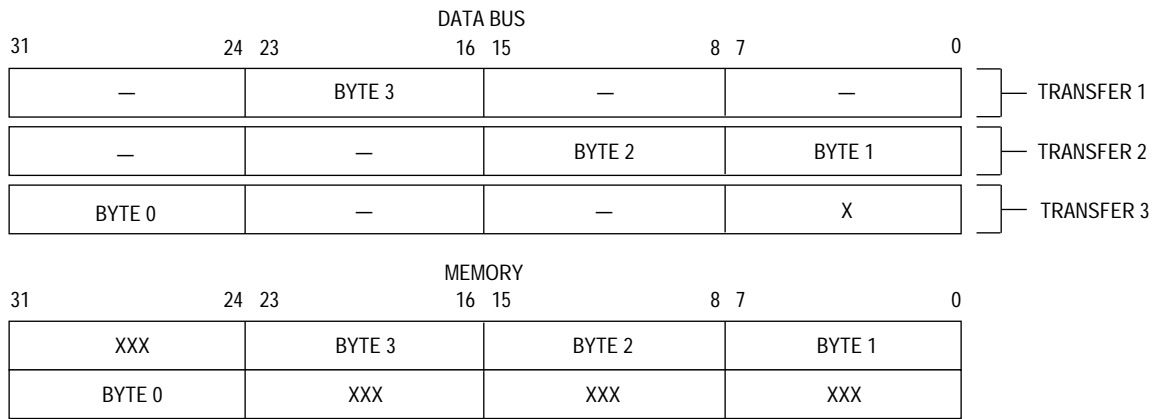 DATA BUS
31 24 23 16 15 8 7 0
— BYTE 3 — — TRANSFER 1
— — BYTE 2 BYTE 1 TRANSFER 2
BYTE 0 — — X TRANSFER 3
MEMORY
31 24 23 16 15 8 7 0
XXX BYTE 3 BYTE 2 BYTE 1
BYTE 0 XXX XXX XXX